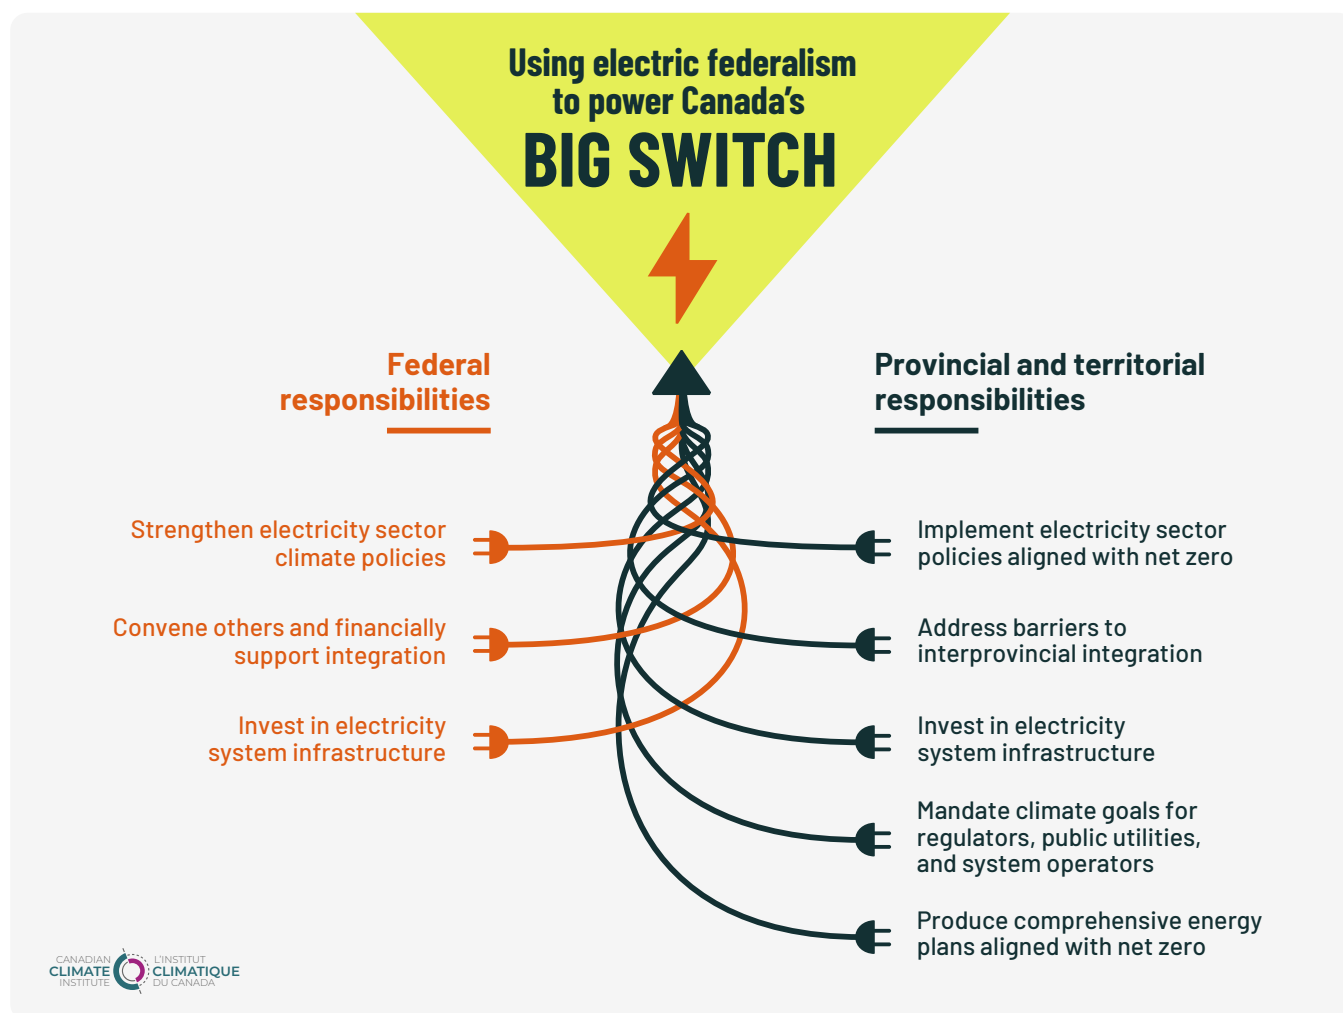 Using electric federalism
to power Canada's
BIG SWITCH
Federal
responsibilities
Strengthen electricity sector
climate policies
Convene others and financially
support integration
Invest in electricity
system infrastructure
Provincial and territorial
responsibilities
Implement electricity sector
policies aligned with net zero
Address barriers to
interprovincial integration
Invest in electricity
system infrastructure
Mandate climate goals for
regulators, public utilities,
and system operators
Produce comprehensive energy
plans aligned with net zero
CANADIAN
CLIMATE
INSTITUTE
L'INSTITUT
CLIMATIQUE
DU CANADA